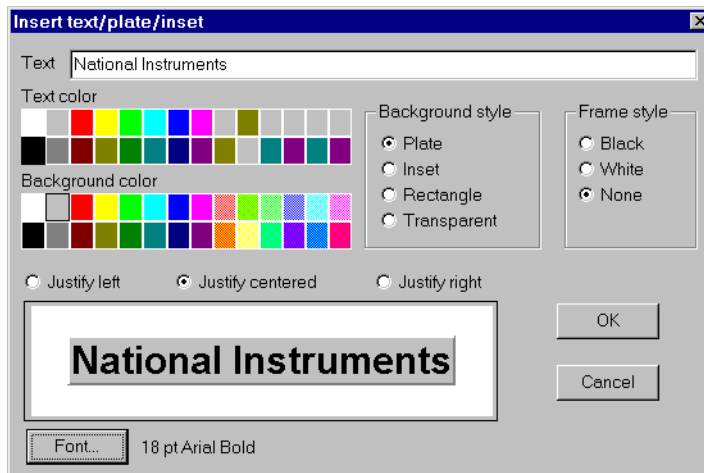 Insert text/plate/inset
Text National Instruments
Text color
Background style
Frame style
Plate
Black
Inset
White
Background color
Rectangle
None
Transparent
Justify left
Justify centered
Justify right
National Instruments
OK
Cancel
Font... 18 pt Arial Bold